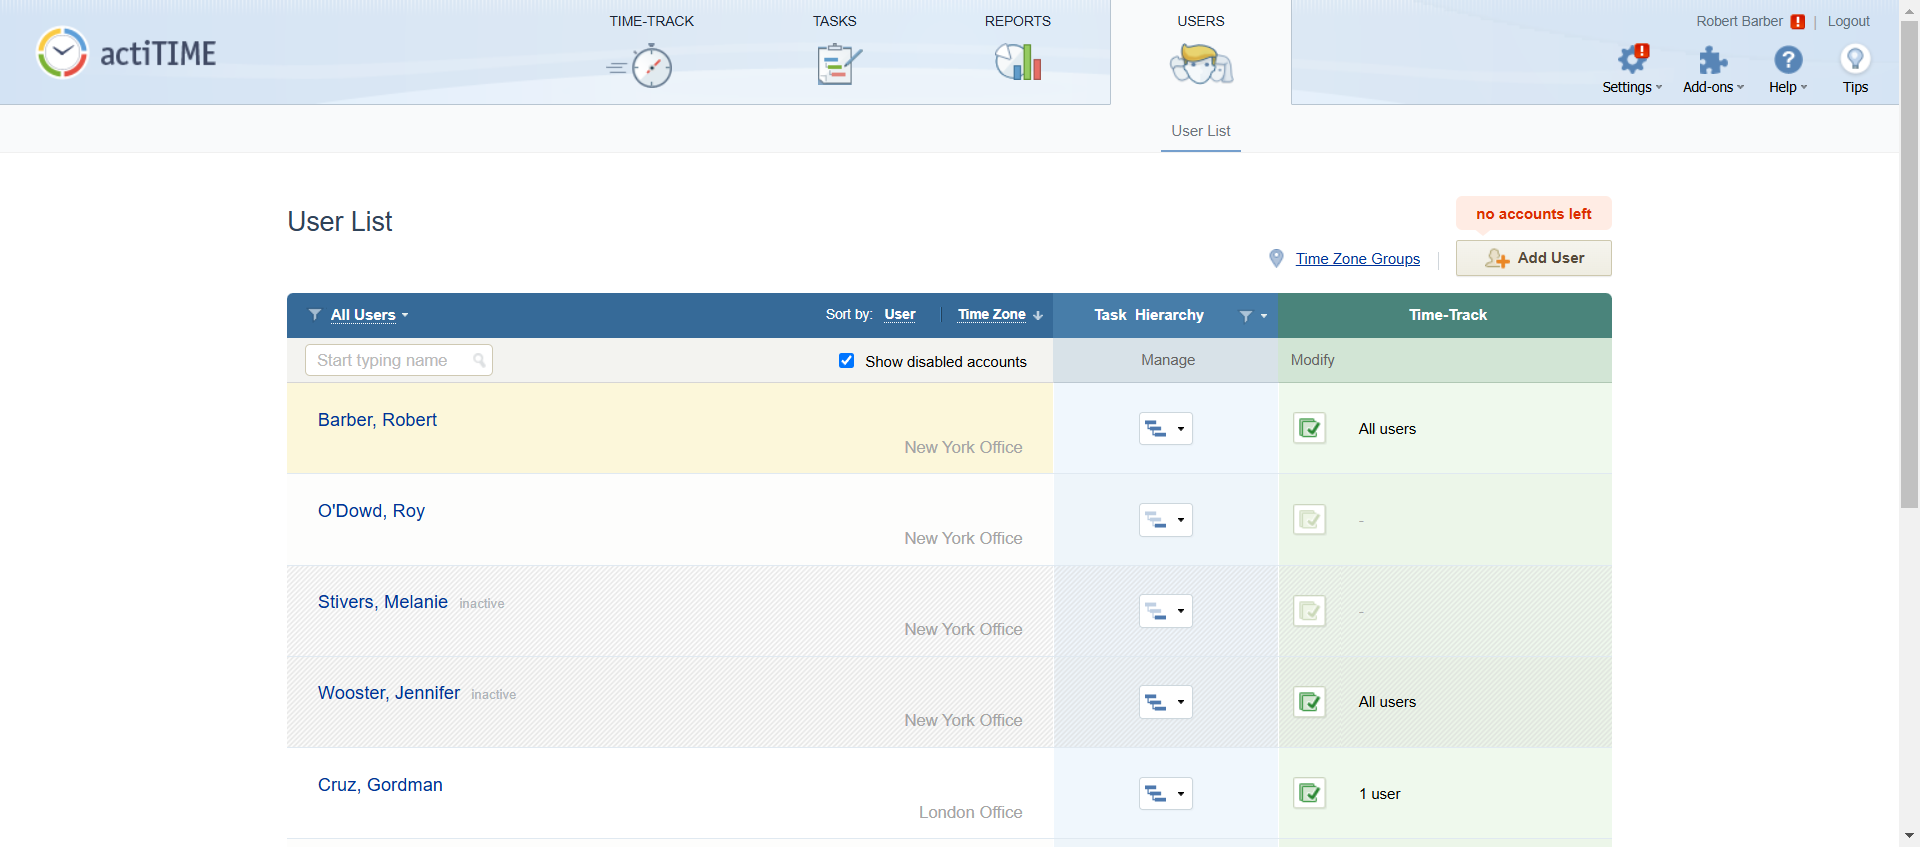 actiTIME
TIME-TRACK
TASKS
REPORTS
USERS
Robert Barber ! | Logout
Settings
Add-ons
Help
Tips
User List
User List
no accounts left
Time Zone Groups
Add User
All Users
Sort by: User
Time Zone
Task Hierarchy
Time-Track
Start typing name
Show disabled accounts
Manage
Modify
Barber, Robert
New York Office
All users
O'Dowd, Roy
New York Office
-
Stivers, Melanie inactive
New York Office
-
Wooster, Jennifer inactive
New York Office
All users
Cruz, Gordman
London Office
1 user